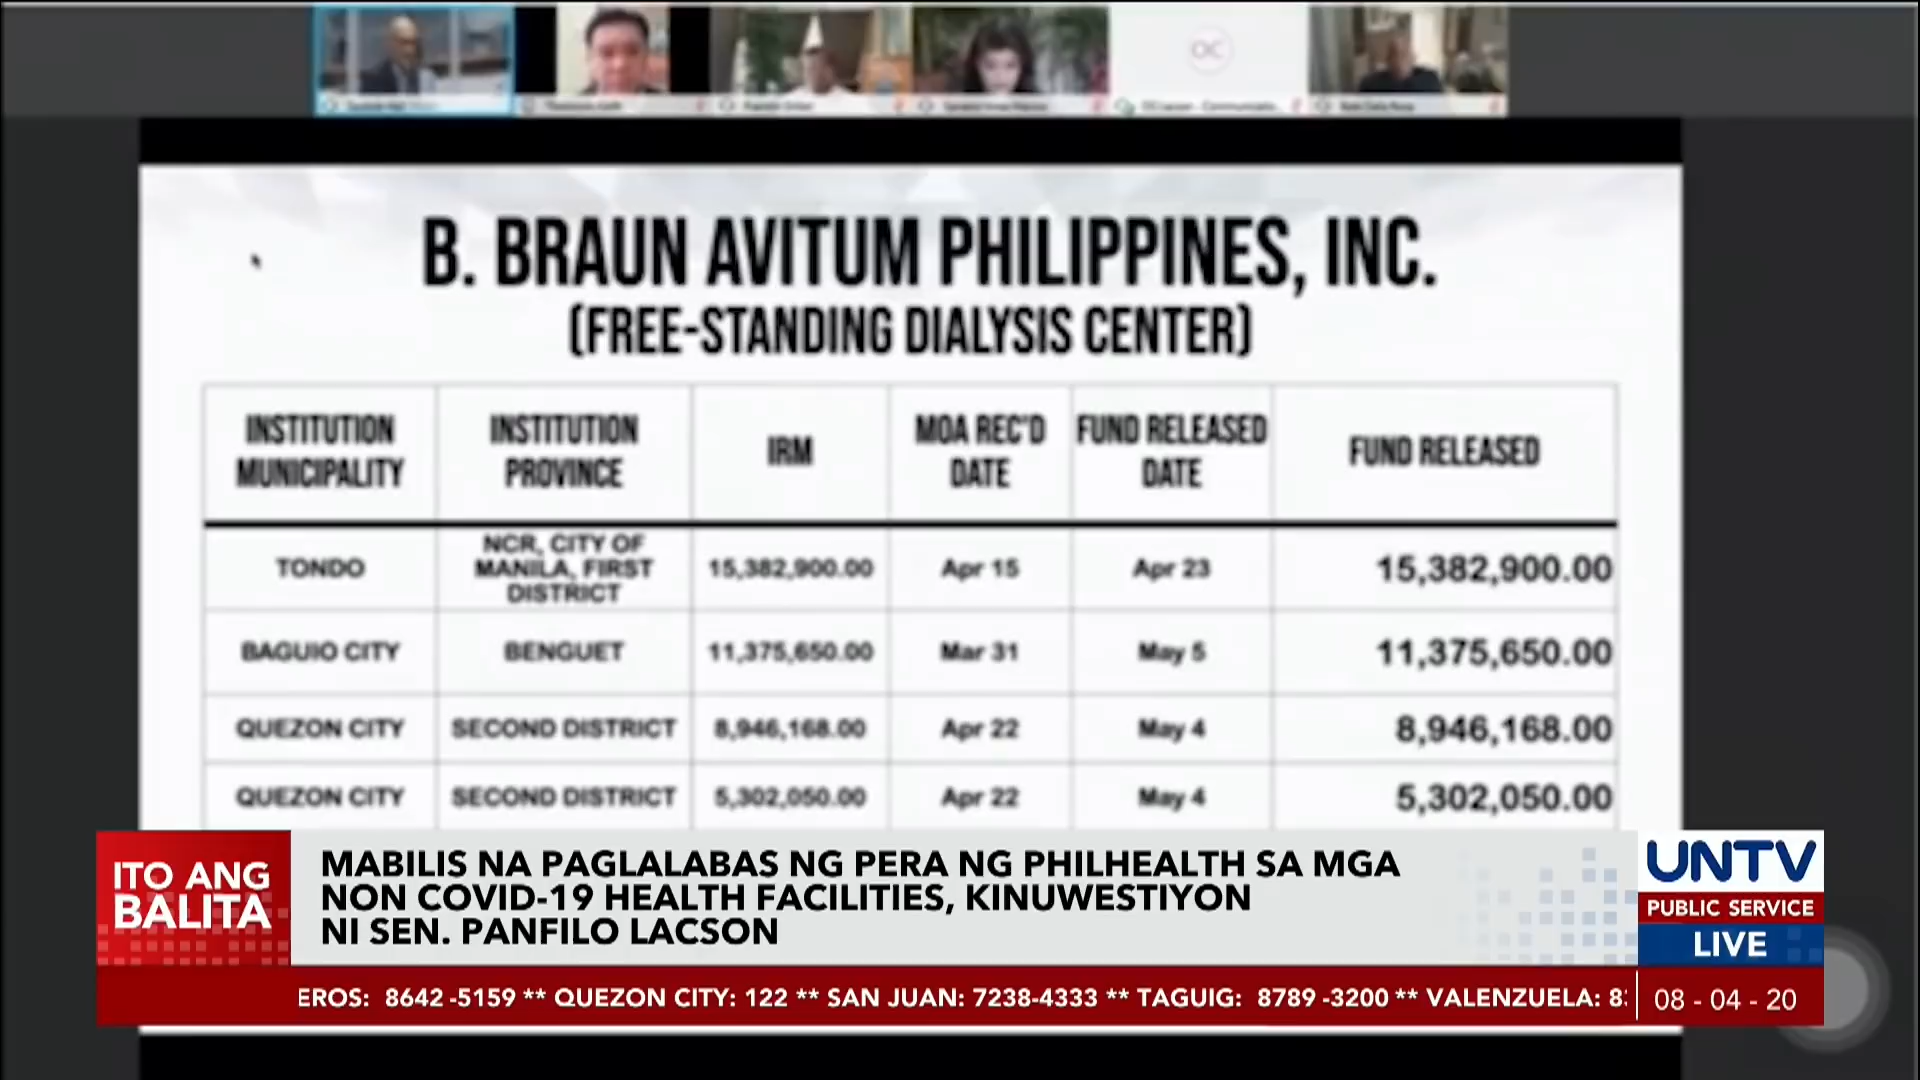 OC
B. BRAUN AVITUM PHILIPPINES, INC.
(FREE-STANDING DIALYSIS CENTER)
INSTITUTION MUNICIPALITY
INSTITUTION PROVINCE
IRM
MOA REC'D DATE
FUND RELEASED DATE
FUND RELEASED
TONDO
NCR, CITY OF MANILA, FIRST DISTRICT
15,382,900.00
Apr 15
Apr 23
15,382,900.00
BAGUIO CITY
BENGUET
11,375,650.00
Mar 31
May 5
11,375,650.00
QUEZON CITY
SECOND DISTRICT
8,946,168.00
Apr 22
May 4
8,946,168.00
QUEZON CITY
SECOND DISTRICT
5,302,050.00
Apr 22
May 4
5,302,050.00
ITO ANG
BALITA
MABILIS NA PAGLALABAS NG PERA NG PHILHEALTH SA MGA
NON COVID-19 HEALTH FACILITIES, KINUWESTIYON
NI SEN. PANFILO LACSON
UNTV
PUBLIC SERVICE
LIVE
EROS: 8642 -5159 ** QUEZON CITY: 122 ** SAN JUAN: 7238-4333 ** TAGUIG: 8789 -3200 ** VALENZUELA: 8
08 - 04 - 20